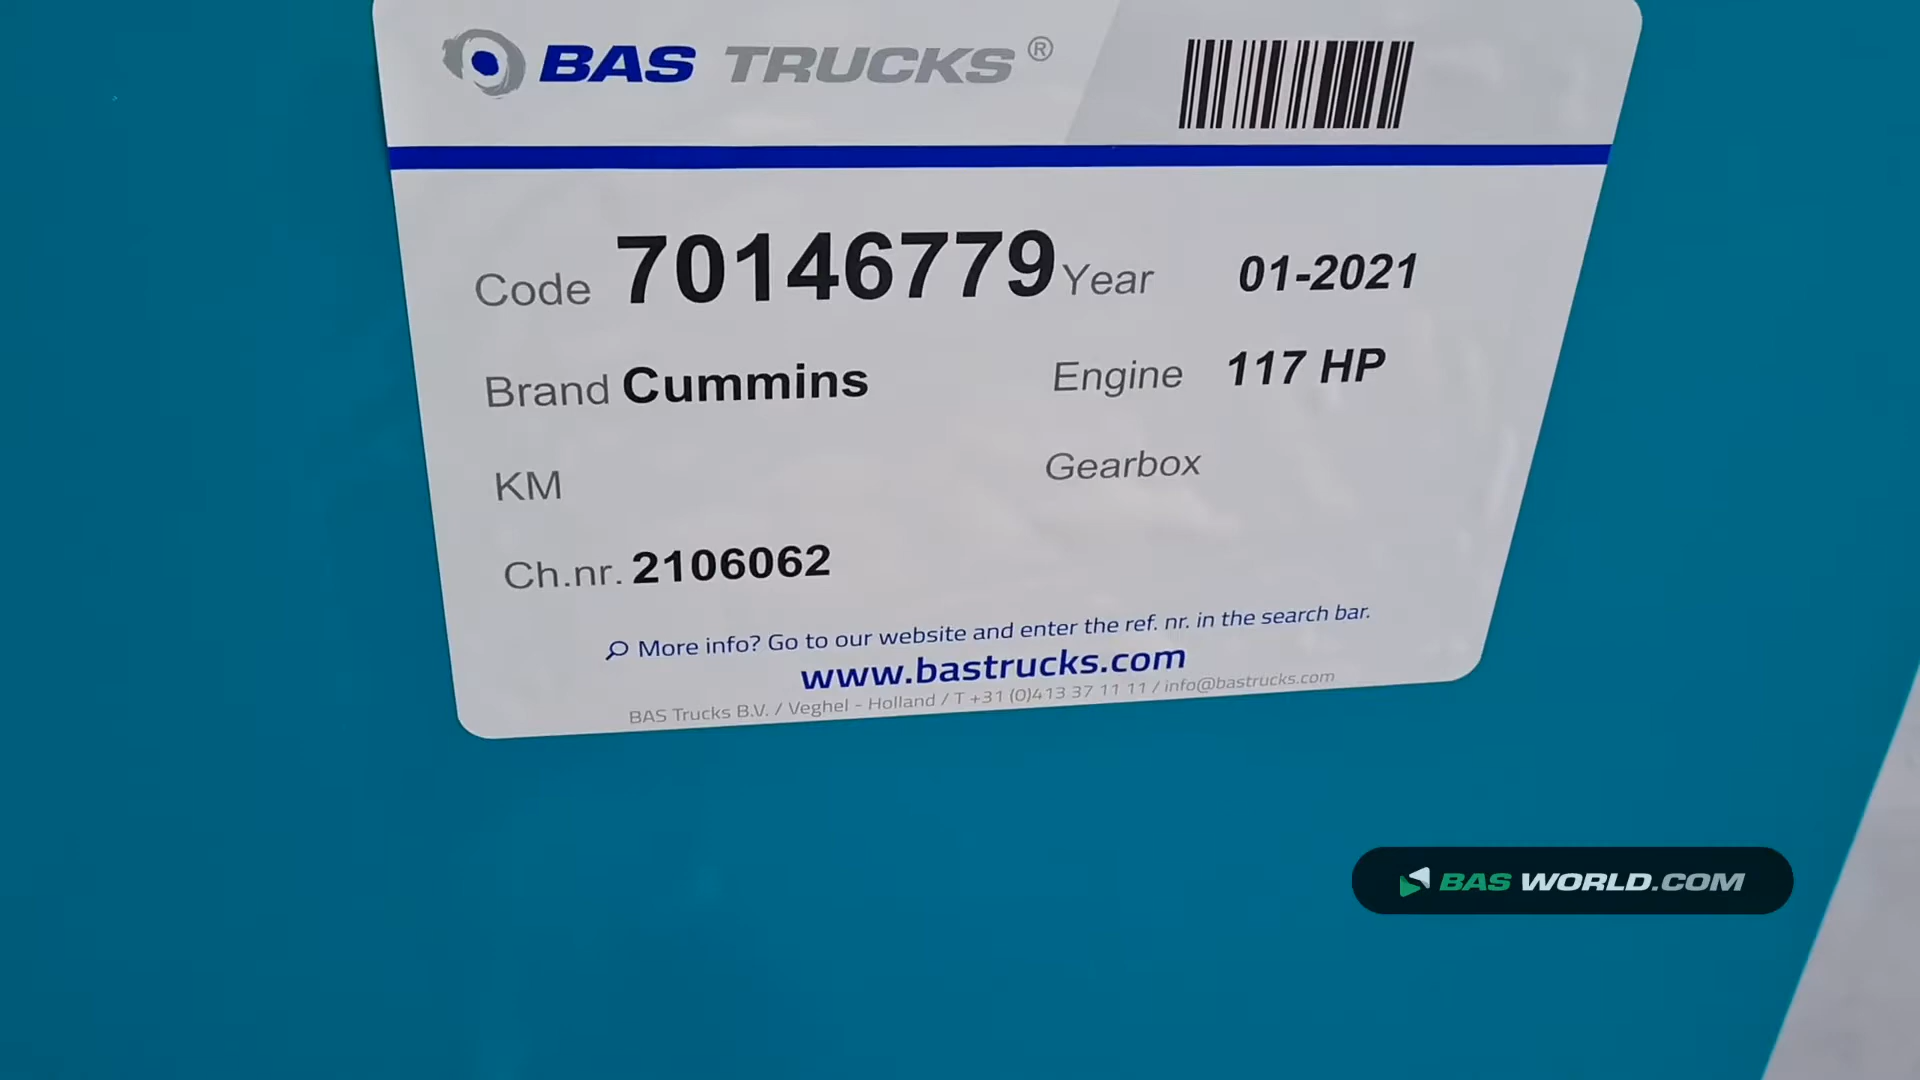 BAS TRUCKS ®
Code 70146779 Year 01-2021
Brand Cummins Engine 117 HP
KM Gearbox
Ch.nr. 2106062
More info? Go to our website and enter the ref. nr. in the search bar.
www.bastrucks.com
BAS Trucks B.V. / Veghel - Holland / T +31 (0)413 37 11 11 / info@bastrucks.com
BAS WORLD.COM